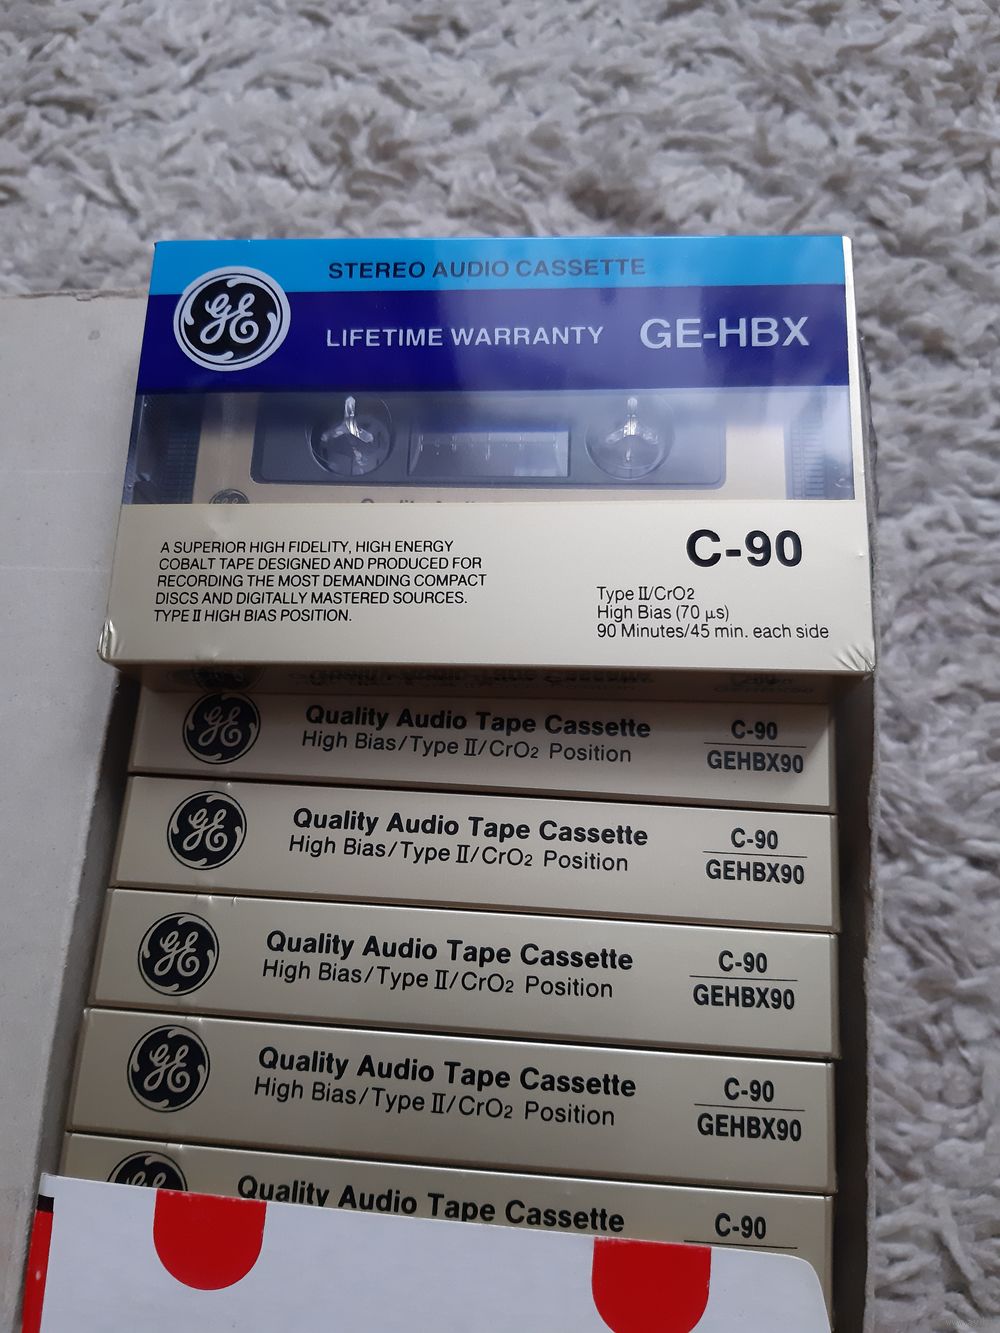 STEREO AUDIO CASSETTE
GE
LIFETIME WARRANTY GE-HBX
A SUPERIOR HIGH FIDELITY, HIGH ENERGY
COBALT TAPE DESIGNED AND PRODUCED FOR
RECORDING THE MOST DEMANDING COMPACT
DISCS AND DIGITALLY MASTERED SOURCES.
TYPE II HIGH BIAS POSITION.
C-90
Type II/CrO2
High Bias (70 µs)
90 Minutes/45 min. each side
GE
Quality Audio Tape Cassette
High Bias/Type II/CrO2 Position
C-90
GEHBX90
GE
Quality Audio Tape Cassette
High Bias/Type II/CrO2 Position
C-90
GEHBX90
GE
Quality Audio Tape Cassette
High Bias/Type II/CrO2 Position
C-90
GEHBX90
GE
Quality Audio Tape Cassette
High Bias/Type II/CrO2 Position
C-90
GEHBX90
Quality Audio Tape Cassette
C-90